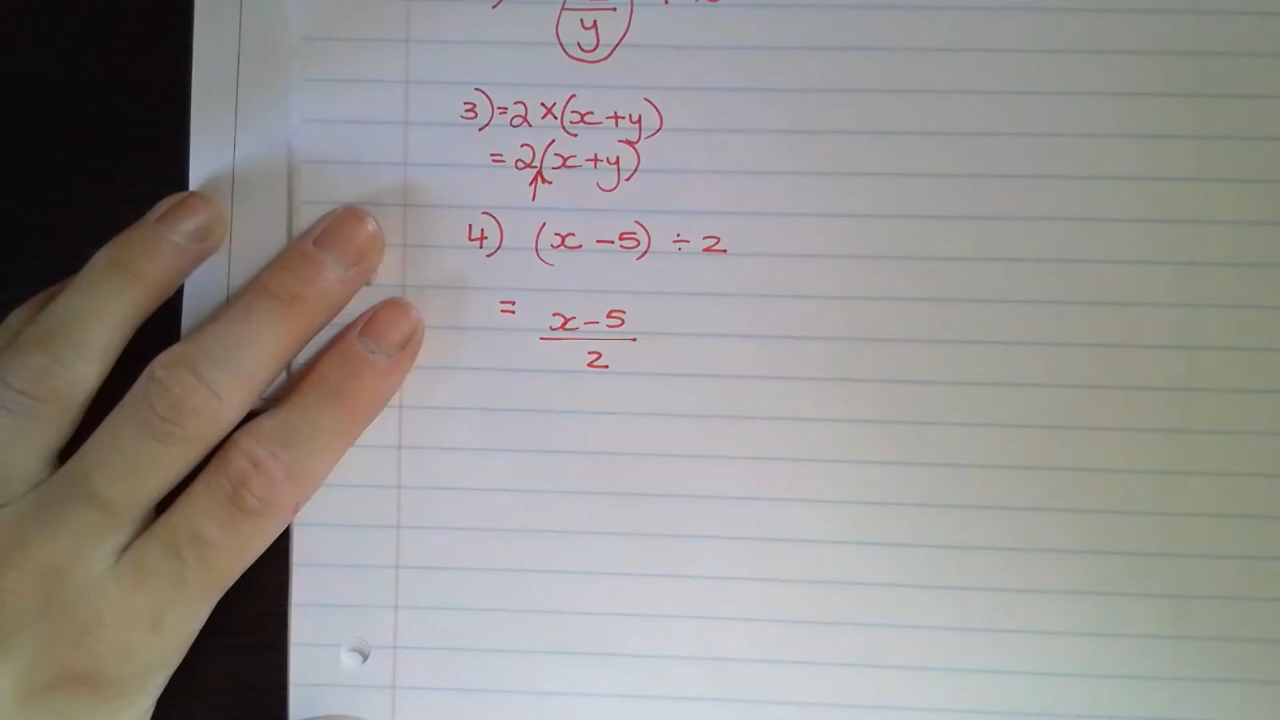 y
3)=2×(x+y)
=2(x+y)
4) (x-5) ÷ 2
= x-5
2